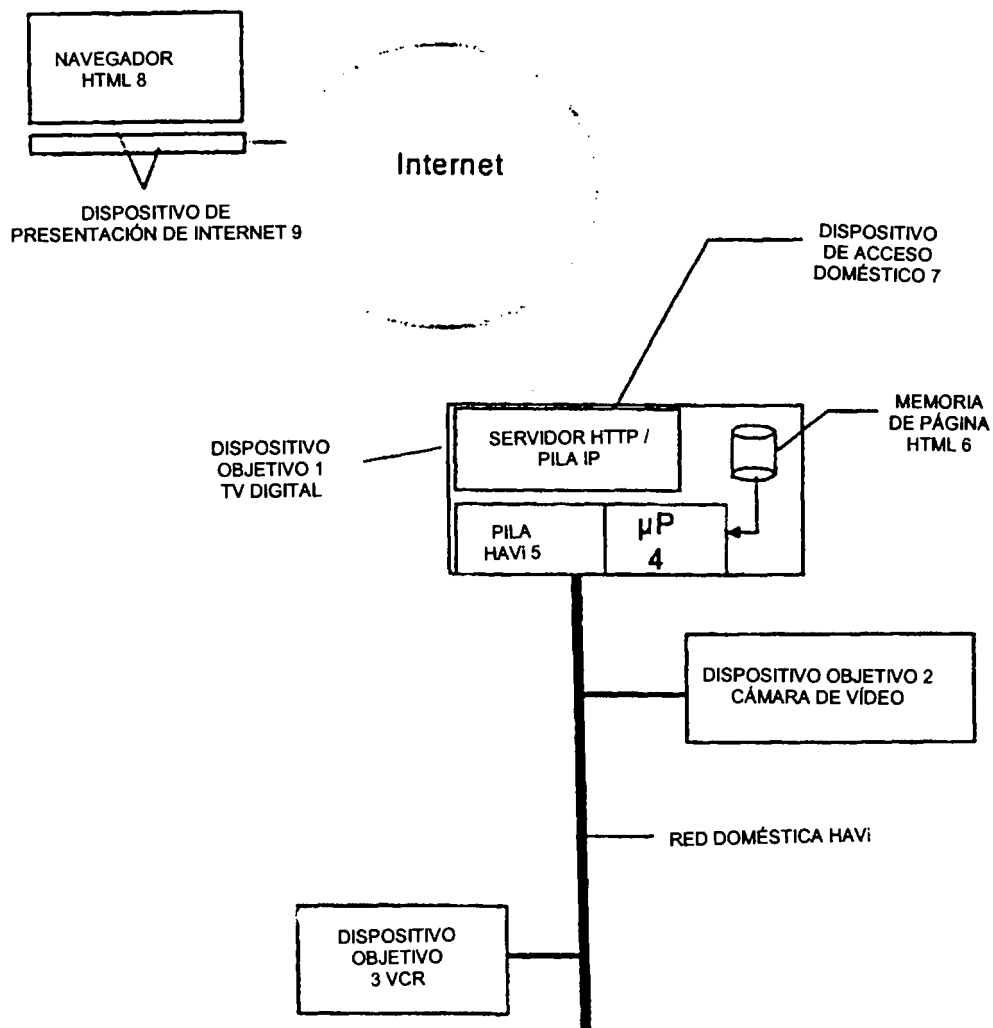 NAVEGADOR
HTML 8
Internet
DISPOSITIVO DE
PRESENTACIÓN DE INTERNET 9
DISPOSITIVO
DE ACCESO
DOMÉSTICO 7
MEMORIA
DE PÁGINA
HTML 6
DISPOSITIVO
OBJETIVO 1
TV DIGITAL
SERVIDOR HTTP /
PILA IP
PILA
HAVi 5
µP
4
DISPOSITIVO OBJETIVO 2
CÁMARA DE VÍDEO
RED DOMÉSTICA HAVi
DISPOSITIVO
OBJETIVO
3 VCR